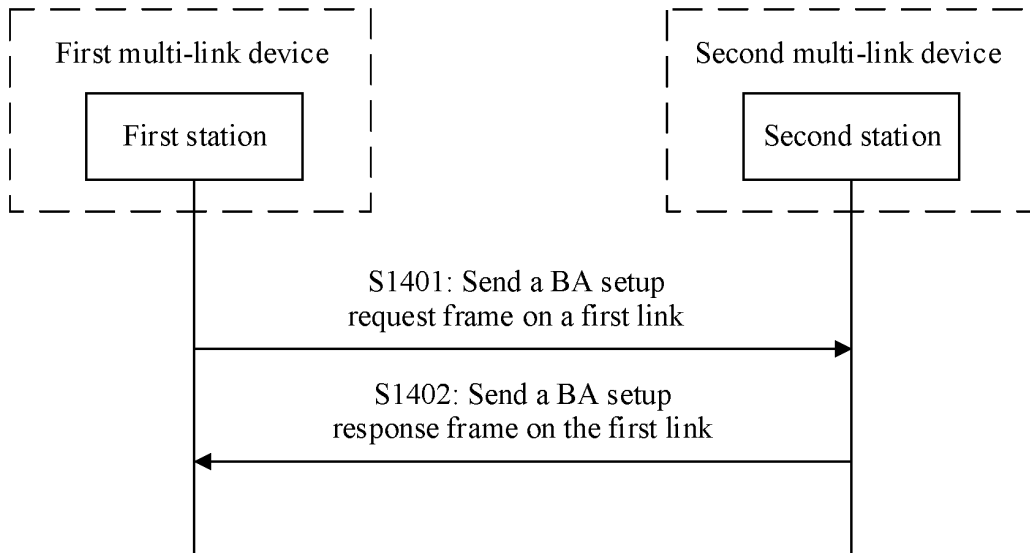 First multi-link device
Second multi-link device
First station
Second station
S1401: Send a BA setup
request frame on a first link
S1402: Send a BA setup
response frame on the first link